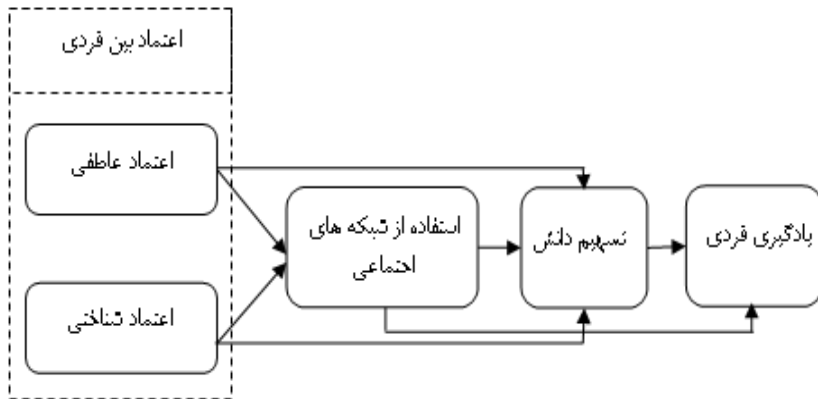 اعتماد بین فردی
اعتماد عاطفی
استفاده از شبکه های
اجتماعی
تسهیم دانش
یادگیری فردی
اعتماد شناختی